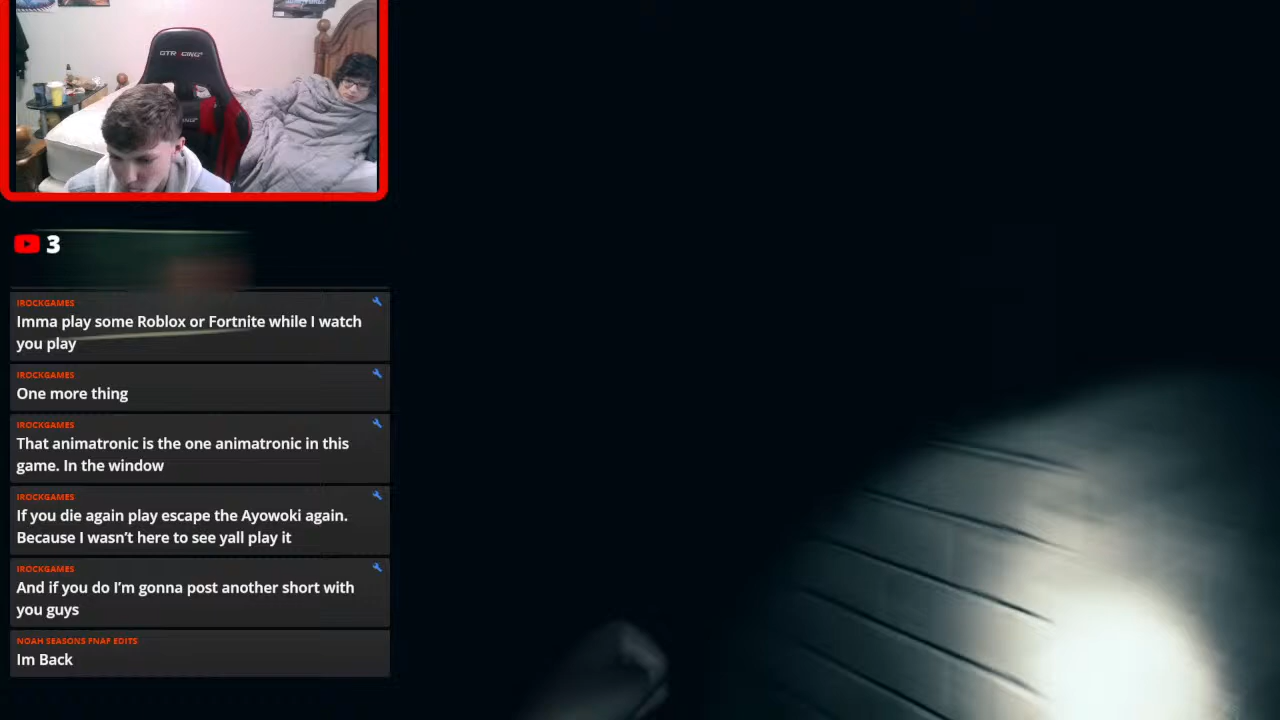 GTRACING
3
IROCKGAMES
Imma play some Roblox or Fortnite while I watch
you play
IROCKGAMES
One more thing
IROCKGAMES
That animatronic is the one animatronic in this
game. In the window
IROCKGAMES
If you die again play escape the Ayowoki again.
Because I wasn't here to see yall play it
IROCKGAMES
And if you do I'm gonna post another short with
you guys
NOAH SEASONS FNAF EDITS
Im Back